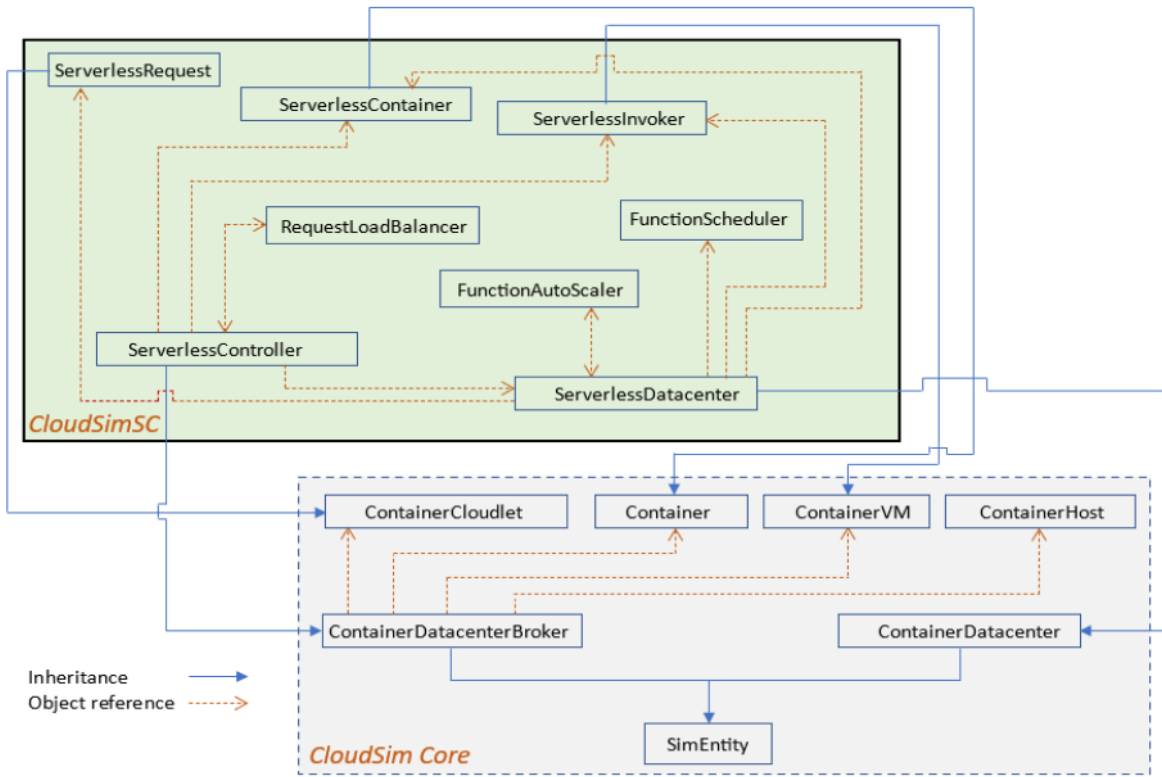 ServerlessRequest
ServerlessContainer
ServerlessInvoker
RequestLoadBalancer
FunctionScheduler
FunctionAutoScaler
ServerlessController
ServerlessDatacenter
CloudSimSC
ContainerCloudlet
Container
ContainerVM
ContainerHost
ContainerDatacenterBroker
ContainerDatacenter
Inheritance
Object reference
SimEntity
CloudSim Core